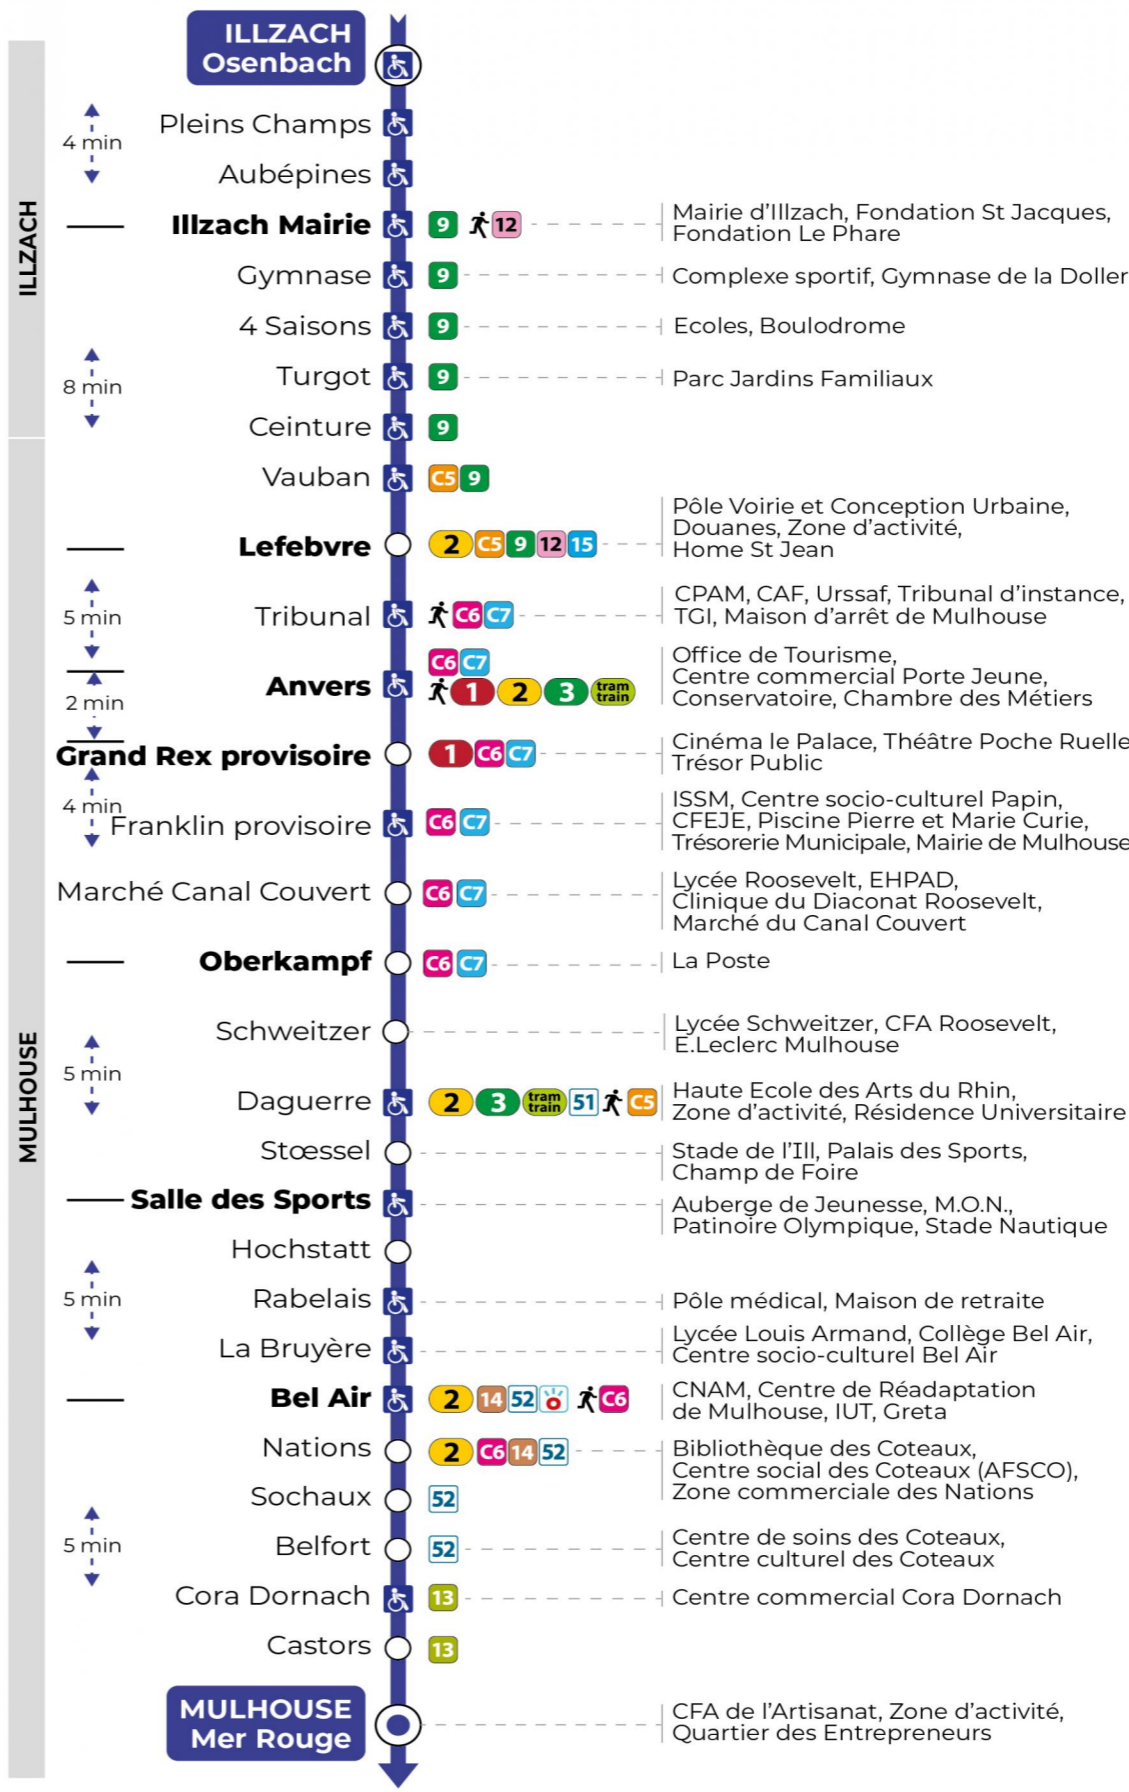 ILLZACH
Osenbach
Pleins Champs
4 min
Aubépines
ILLZACH
Illzach Mairie 9 12
Mairie d'Illzach, Fondation St Jacques,
Fondation Le Phare
Gymnase 9 Complexe sportif, Gymnase de la Doller
4 Saisons 9 Ecoles, Boulodrome
Turgot 9 Parc Jardins Familiaux
8 min
Ceinture 9
Vauban C5 9
Lefebvre 2 C5 9 12 15
Pôle Voirie et Conception Urbaine,
Douanes, Zone d'activité,
Home St Jean
5 min
Tribunal C6 C7
CPAM, CAF, Urssaf, Tribunal d'instance,
TGI, Maison d'arrêt de Mulhouse
Anvers
C6 C7
1 2 3 tram
train
Office de Tourisme,
Centre commercial Porte Jeune,
Conservatoire, Chambre des Métiers
2 min
Grand Rex provisoire 1 C6 C7
Cinéma le Palace, Théâtre Poche Ruelle
Trésor Public
4 min
Franklin provisoire C6 C7
ISSM, Centre socio-culturel Papin,
CFEJE, Piscine Pierre et Marie Curie,
Trésorerie Municipale, Mairie de Mulhouse
Marché Canal Couvert C6 C7
Lycée Roosevelt, EHPAD,
Clinique du Diaconat Roosevelt,
Marché du Canal Couvert
Oberkampf C6 C7 La Poste
MULHOUSE
Schweitzer
Lycée Schweitzer, CFA Roosevelt,
E.Leclerc Mulhouse
5 min
Daguerre 2 3 tram
train 51 C5
Haute Ecole des Arts du Rhin,
Zone d'activité, Résidence Universitaire
Stœssel
Stade de l'Ill, Palais des Sports,
Champ de Foire
Salle des Sports
Auberge de Jeunesse, M.O.N.,
Patinoire Olympique, Stade Nautique
Hochstatt
5 min
Rabelais Pôle médical, Maison de retraite
La Bruyère
Lycée Louis Armand, Collège Bel Air,
Centre socio-culturel Bel Air
Bel Air 2 14 52 C6
CNAM, Centre de Réadaptation
de Mulhouse, IUT, Greta
Nations 2 C6 14 52
Bibliothèque des Coteaux,
Centre social des Coteaux (AFSCO),
Zone commerciale des Nations
Sochaux 52
5 min
Belfort 52
Centre de soins des Coteaux,
Centre culturel des Coteaux
Cora Dornach 13 Centre commercial Cora Dornach
Castors 13
MULHOUSE
Mer Rouge
CFA de l'Artisanat, Zone d'activité,
Quartier des Entrepreneurs